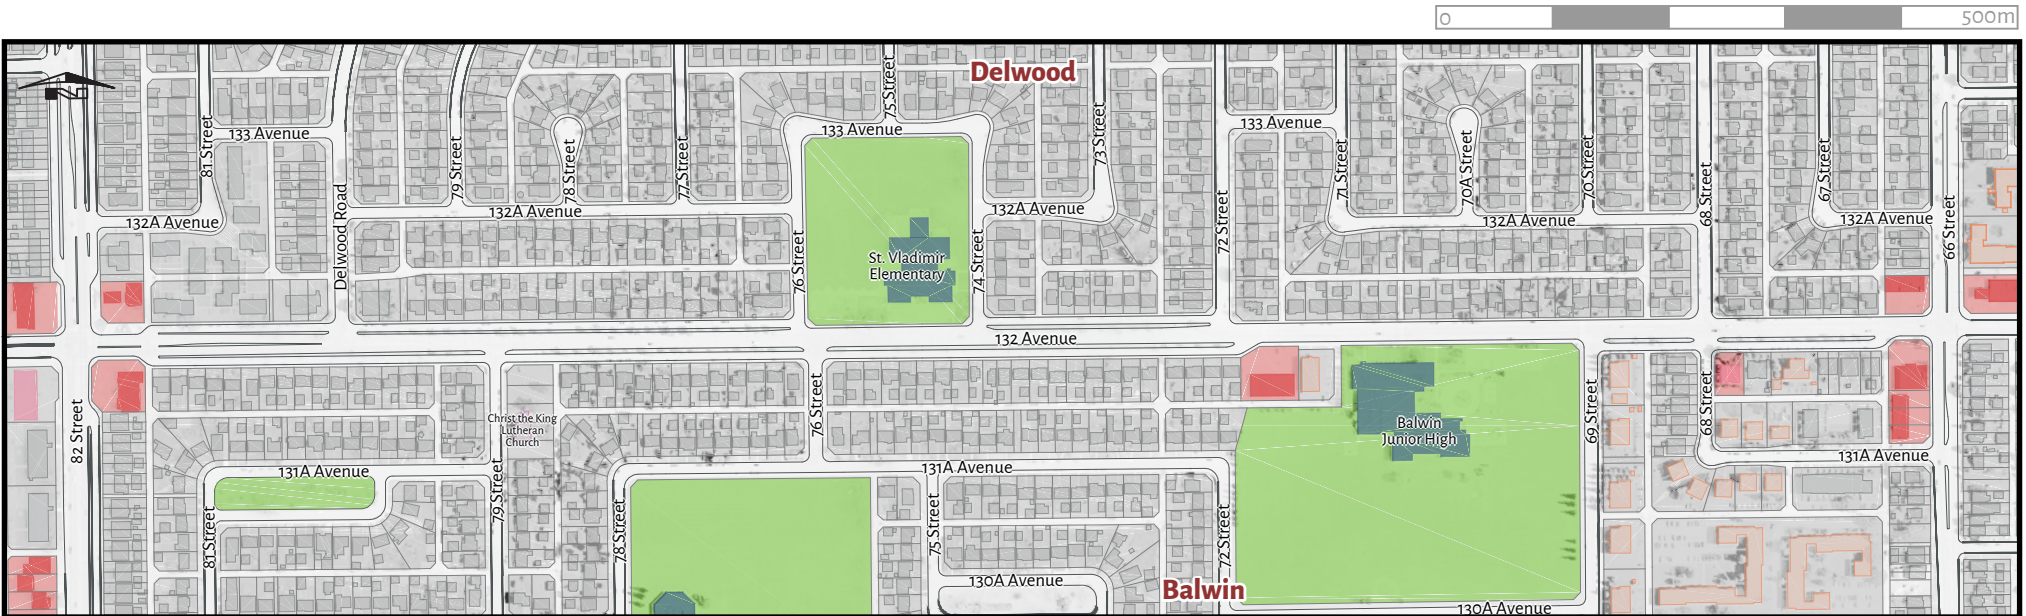 0 500m
Delwood
75 Street
133 Avenue
133 Avenue
133 Avenue
81 Street
79 Street
78 Street
77 Street
73 Street
71 Street
70A Street
70 Street
68 Street
67 Street
Delwood Road
132A Avenue
132A Avenue
132A Avenue
132A Avenue
132A Avenue
72 Street
66 Street
76 Street
74 Street
St. Vladimir
Elementary
132 Avenue
82 Street
76 Street
69 Street
68 Street
Christ the King
Lutheran
Church
Balwin
Junior High
131A Avenue
131A Avenue
131A Avenue
81 Street
79 Street
78 Street
75 Street
72 Street
130A Avenue
Balwin
130A Avenue